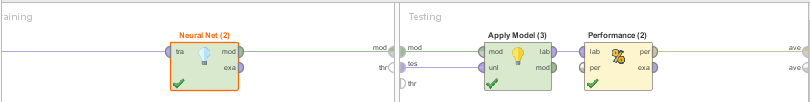 aining
Testing
Neural Net (2)
tra mod
exa
mod
thr
mod
tes
thr
Apply Model (3)
mod lab
unl mod
Performance (2)
lab per
per exa
%
ave
ave